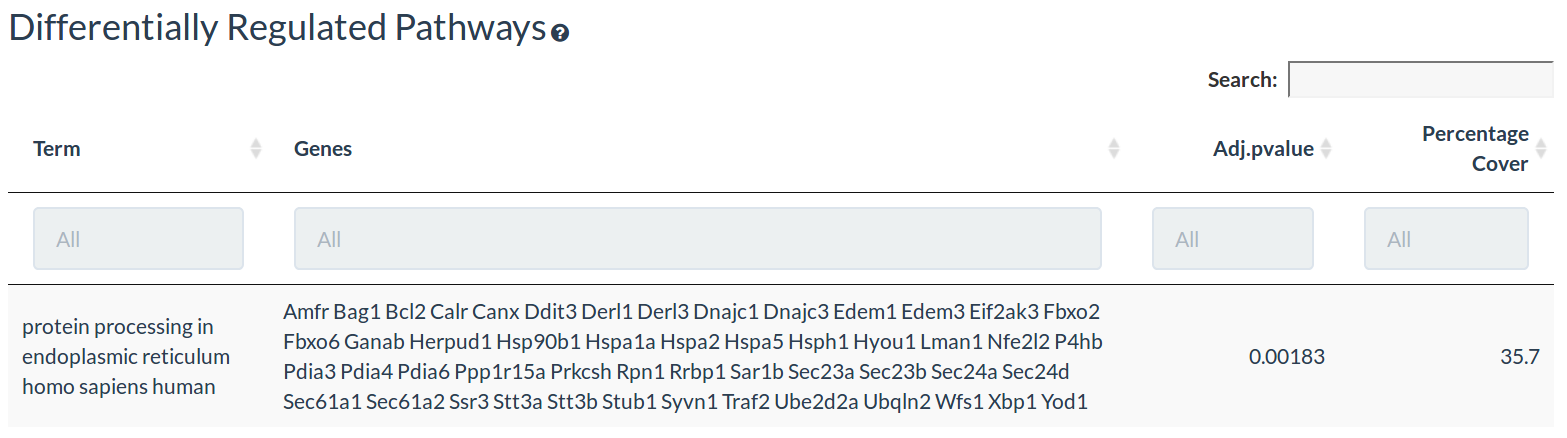 Differentially Regulated Pathways ?
Search:
Term Genes Adj.pvalue Percentage
Cover
All All All All
protein processing in
endoplasmic reticulum
homo sapiens human
Amfr Bag1 Bcl2 Calr Canx Ddit3 Derl1 Derl3 Dnajc1 Dnajc3 Edem1 Edem3 Eif2ak3 Fbxo2
Fbxo6 Ganab Herpud1 Hsp90b1 Hspa1a Hspa2 Hspa5 Hsph1 Hyou1 Lman1 Nfe2l2 P4hb
Pdia3 Pdia4 Pdia6 Ppp1r15a Prkcsh Rpn1 Rrbp1 Sar1b Sec23a Sec23b Sec24a Sec24d
Sec61a1 Sec61a2 Ssr3 Stt3a Stt3b Stub1 Syvn1 Traf2 Ube2d2a Ubqln2 Wfs1 Xbp1 Yod1
0.00183
35.7